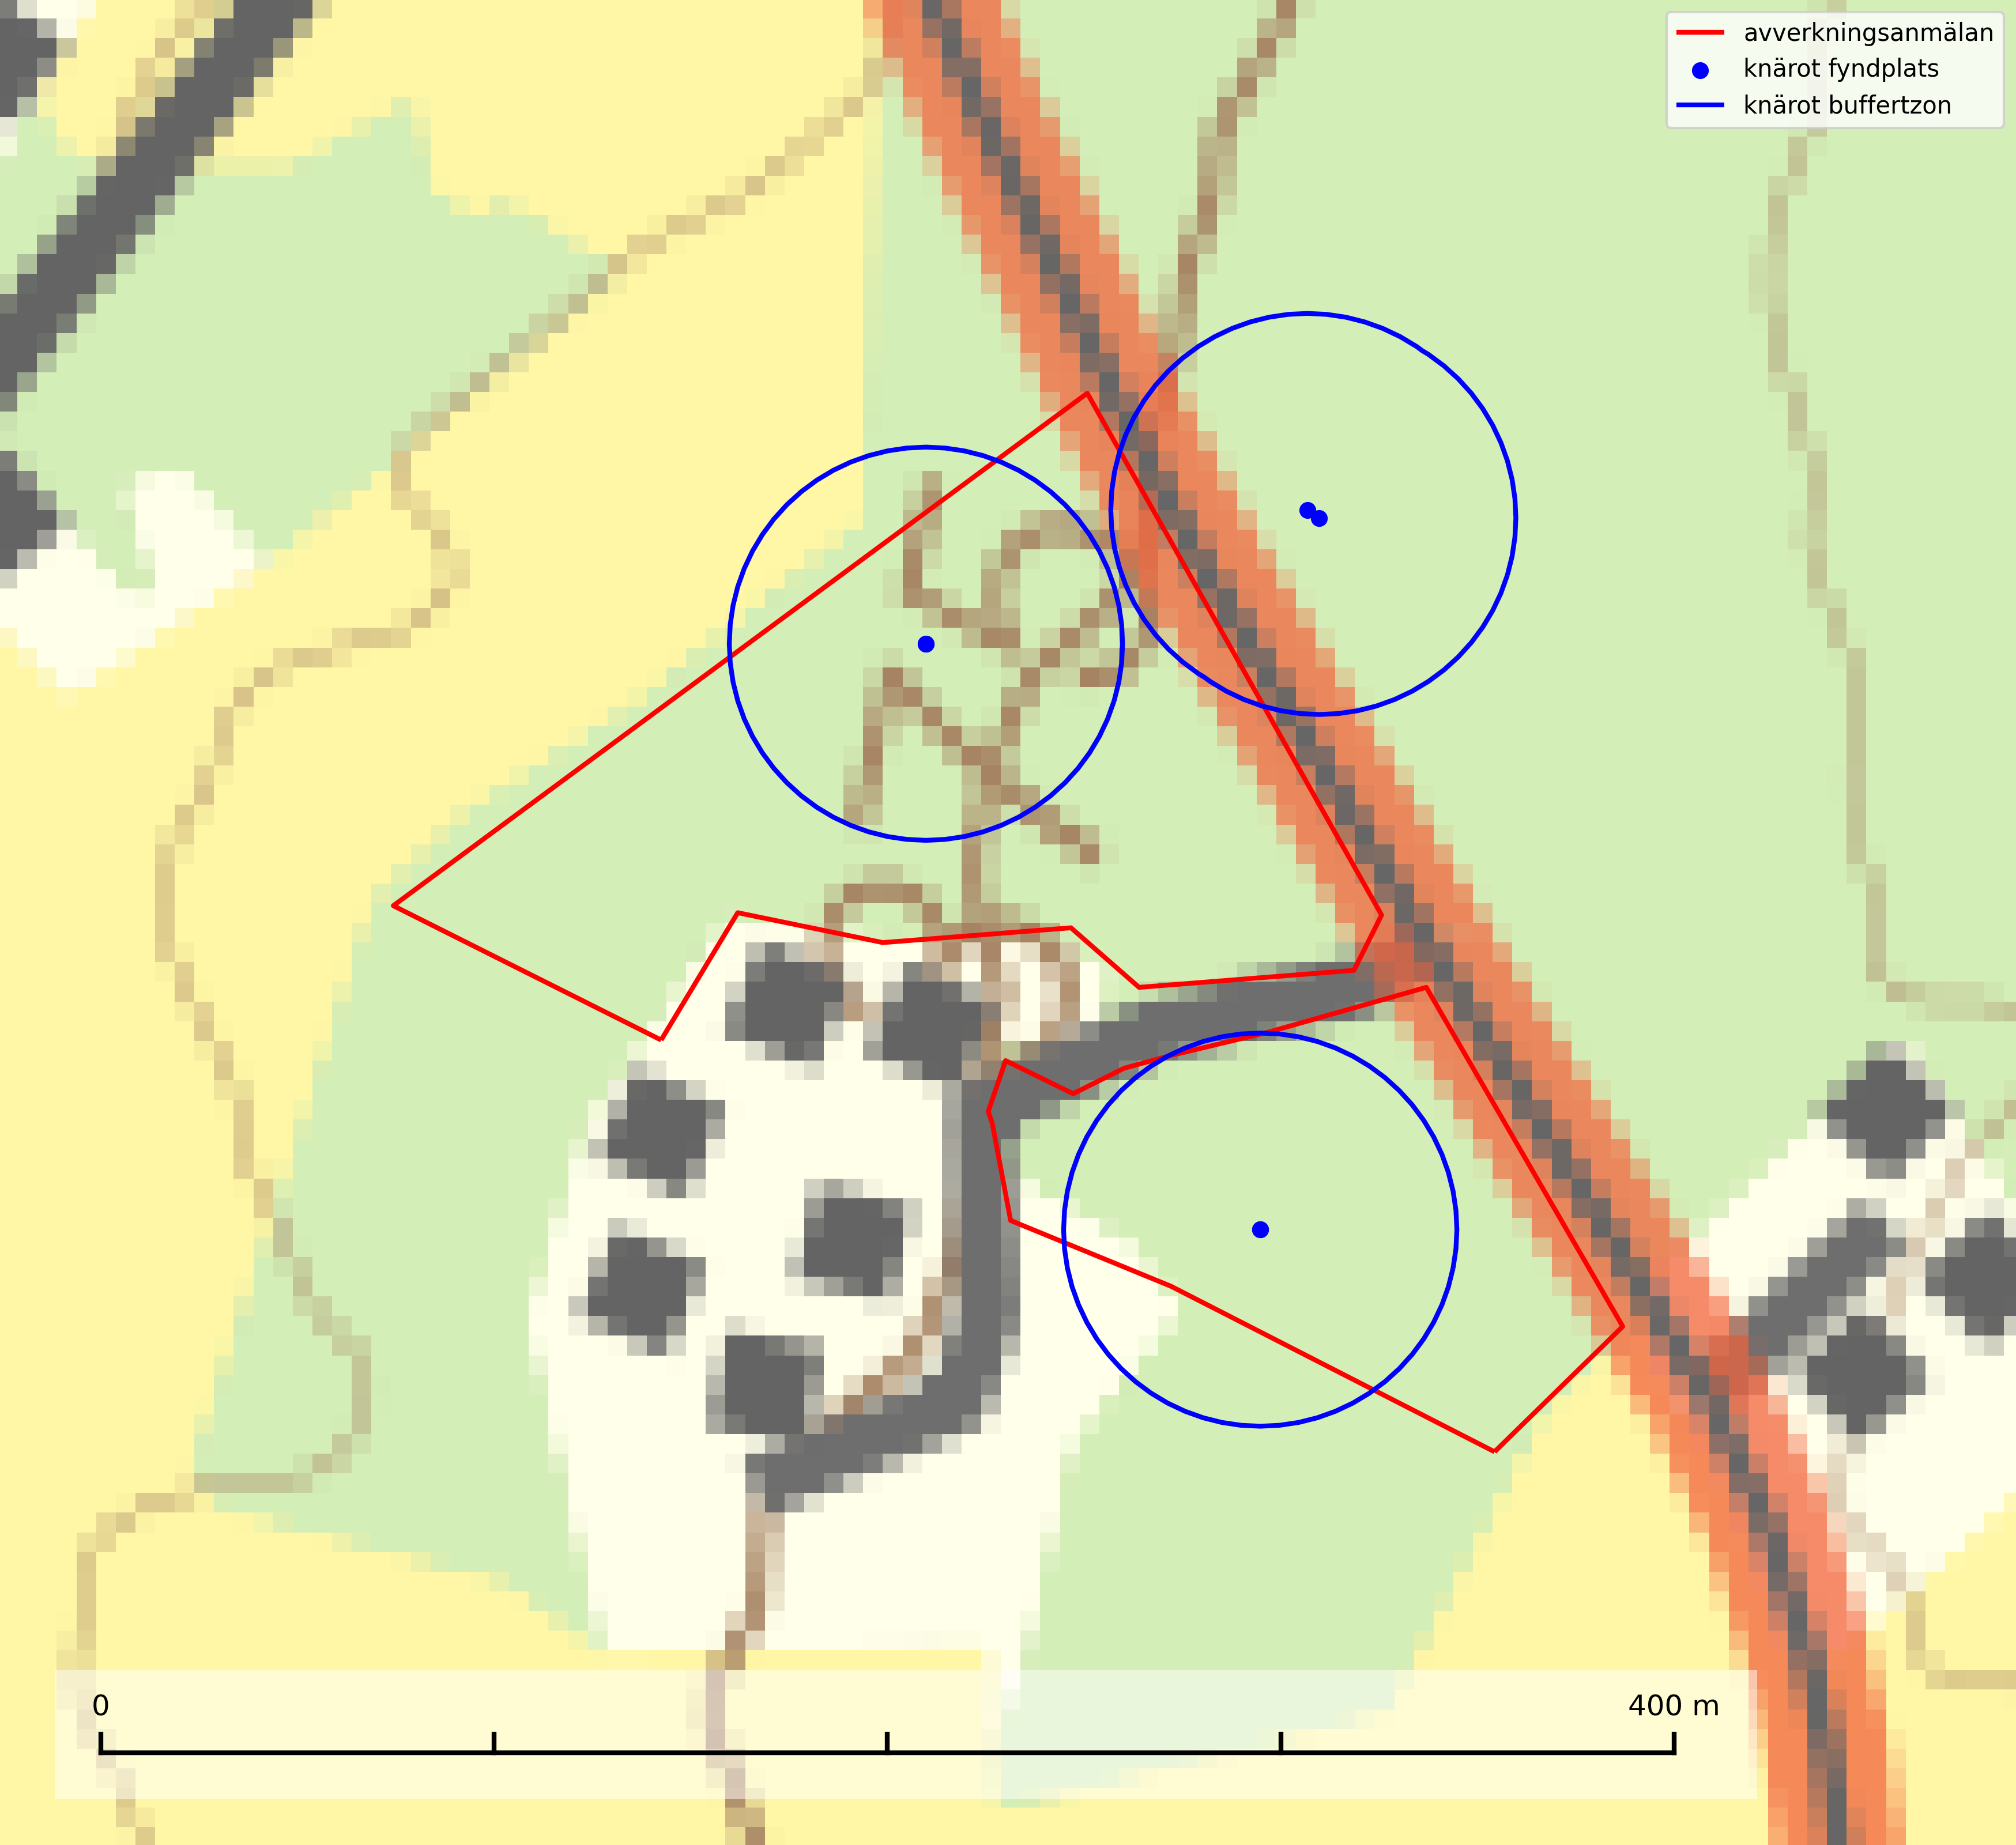 avverkningsanmälan
knärot fyndplats
knärot buffertzon
0
400 m